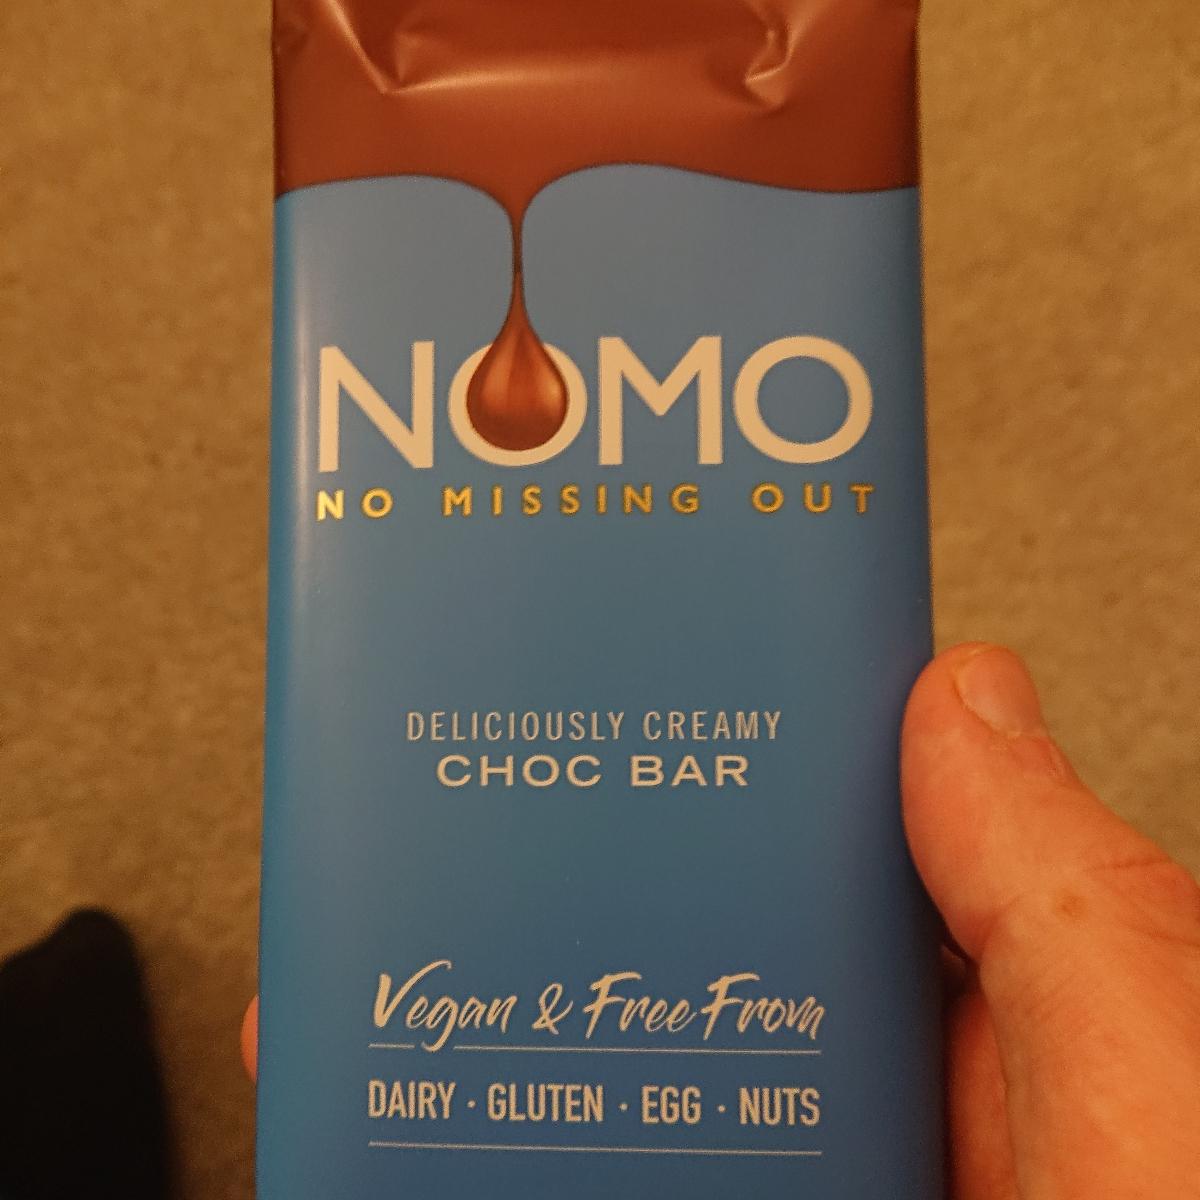 NOMO
NO MISSING OUT
DELICIOUSLY CREAMY
CHOC BAR
Vegan & Free From
DAIRY · GLUTEN · EGG · NUTS